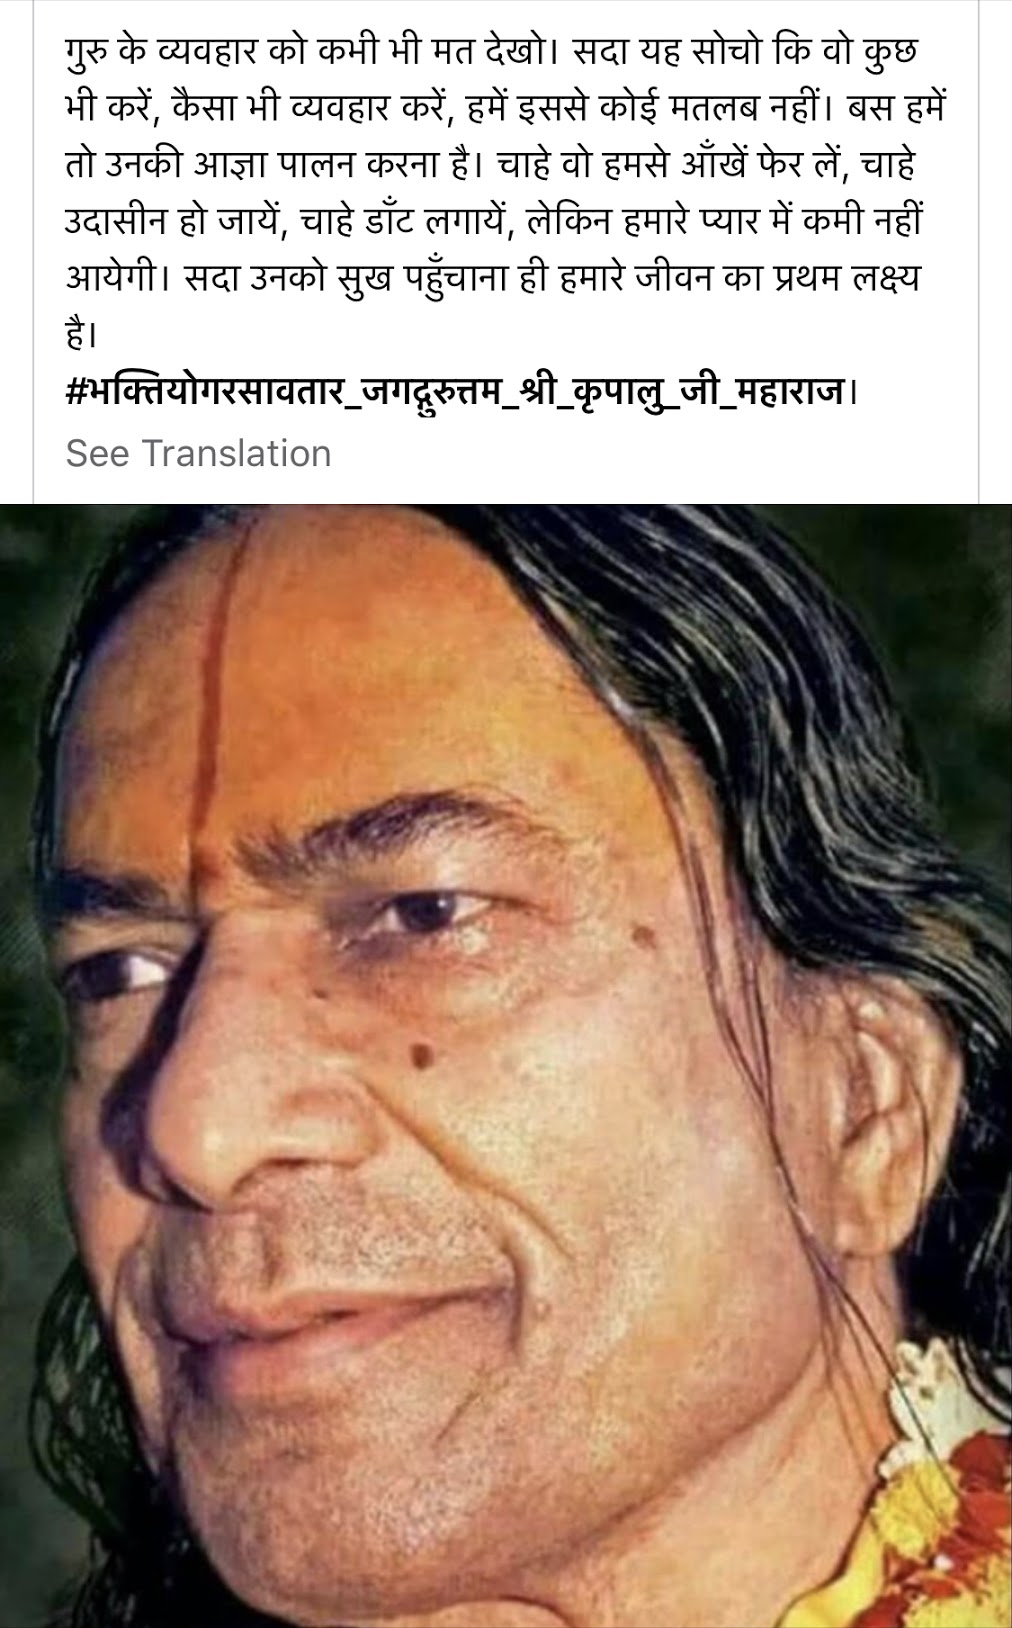 गुरु के व्यवहार को कभी भी मत देखो। सदा यह सोचो कि वो कुछ
भी करें, कैसा भी व्यवहार करें, हमें इससे कोई मतलब नहीं। बस हमें
तो उनकी आज्ञा पालन करना है। चाहे वो हमसे आँखें फेर लें, चाहे
उदासीन हो जायें, चाहे डाँट लगायें, लेकिन हमारे प्यार में कमी नहीं
आयेगी। सदा उनको सुख पहुँचाना ही हमारे जीवन का प्रथम लक्ष्य
है।
#भक्तियोगरसावतार_जगद्गुरुत्तम_श्री_कृपालु_जी_महाराज।
See Translation